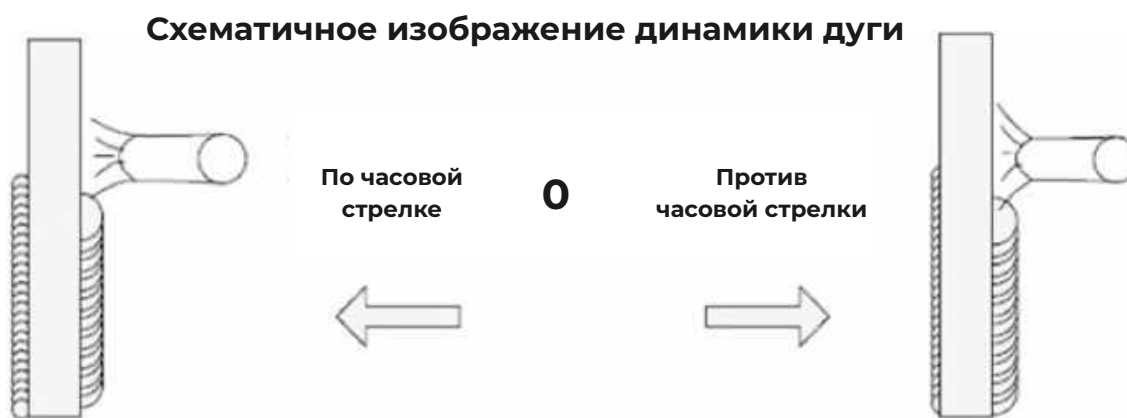 Схематичное изображение динамики дуги
По часовой
стрелке
0
Против
часовой стрелки